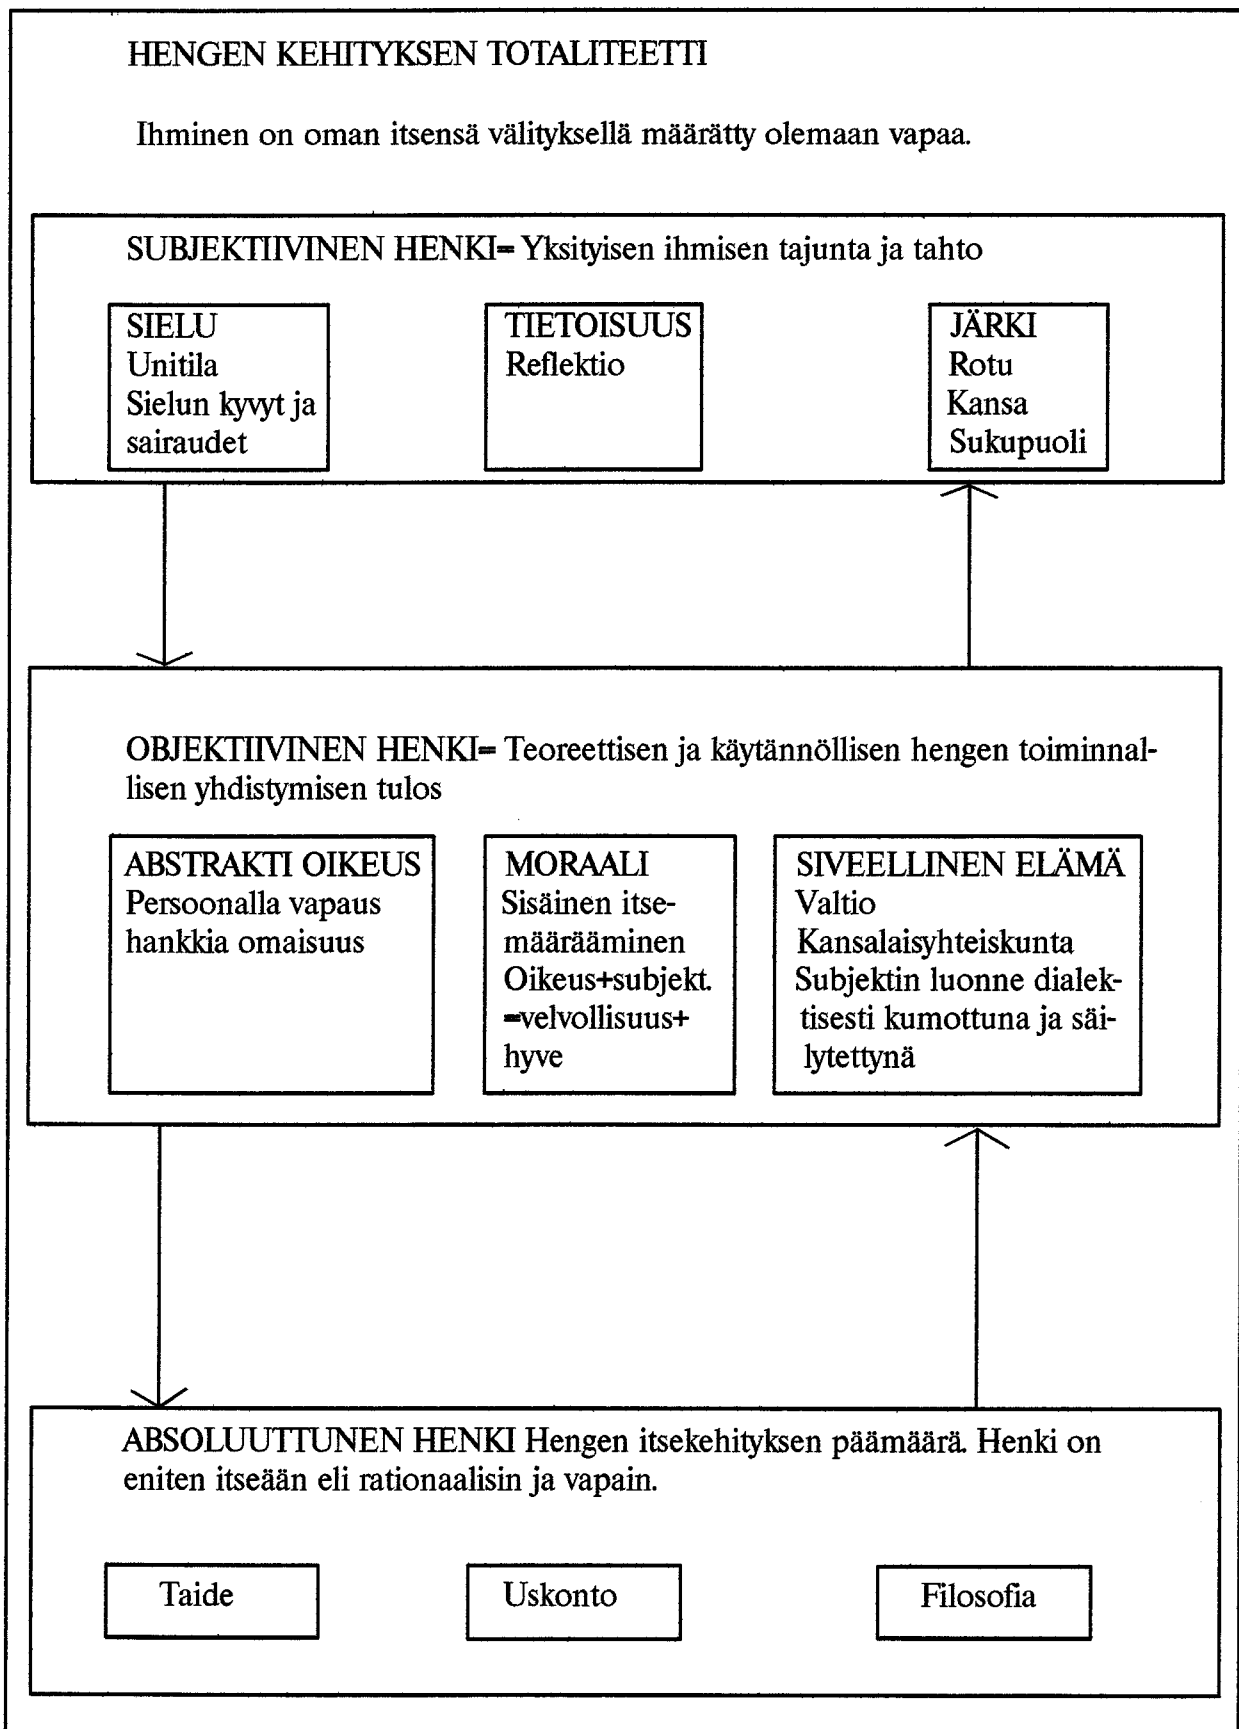 HENGEN KEHITYKSEN TOTALITEETTI
Ihminen on oman itsensä välityksellä määrätty olemaan vapaa.
SUBJEKTIIVINEN HENKI= Yksityisen ihmisen tajunta ja tahto
SIELU
Unitila
Sielun kyvyt ja
sairaudet
TIETOISUUS
Reflektio
JÄRKI
Rotu
Kansa
Sukupuoli
OBJEKTIIVINEN HENKI= Teoreettisen ja käytännöllisen hengen toiminnal-
lisen yhdistymisen tulos
ABSTRAKTI OIKEUS
Persoonalla vapaus
hankkia omaisuus
MORAALI
Sisäinen itse-
määrääminen
Oikeus+subjekt.
=velvollisuus+
hyve
SIVEELLINEN ELÄMÄ
Valtio
Kansalaisyhteiskunta
Subjektin luonne dialek-
tisesti kumottuna ja säi-
lytettynä
ABSOLUUTTUNEN HENKI Hengen itsekehityksen päämäärä. Henki on
eniten itseään eli rationaalisin ja vapain.
Taide
Uskonto
Filosofia